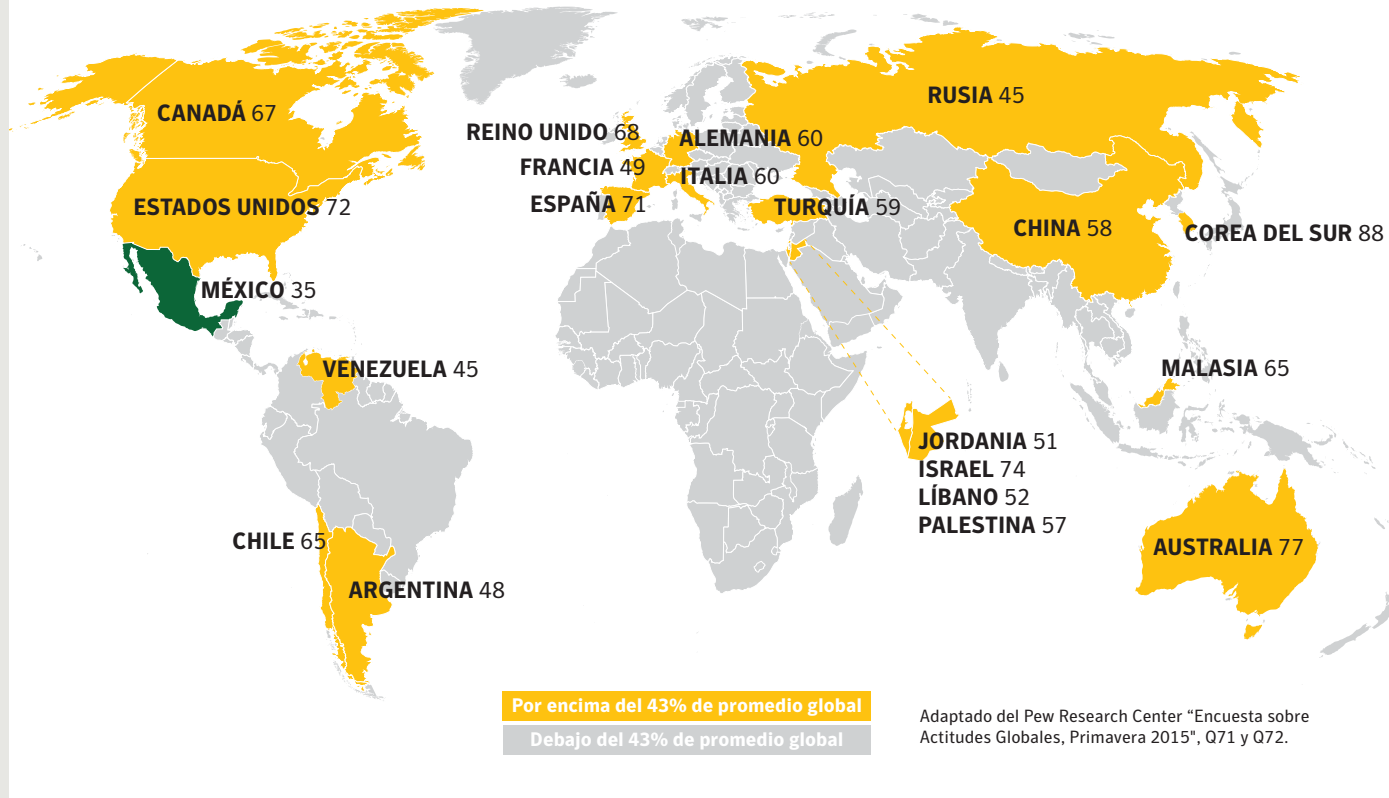 CANADÁ 67
RUSIA 45
REINO UNIDO 68
ALEMANIA 60
FRANCIA 49
ITALIA 60
ESPAÑA 71
TURQUÍA 59
ESTADOS UNIDOS 72
CHINA 58
COREA DEL SUR 88
MÉXICO 35
VENEZUELA 45
MALASIA 65
JORDANIA 51
ISRAEL 74
LÍBANO 52
PALESTINA 57
CHILE 65
AUSTRALIA 77
ARGENTINA 48
Por encima del 43% de promedio global
Debajo del 43% de promedio global
Adaptado del Pew Research Center “Encuesta sobre
Actitudes Globales, Primavera 2015", Q71 y Q72.